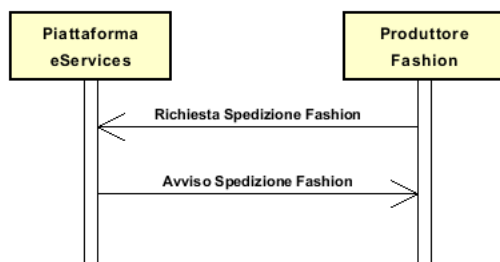 Piattaforma
eServices
Produttore
Fashion
Richiesta Spedizione Fashion
Avviso Spedizione Fashion